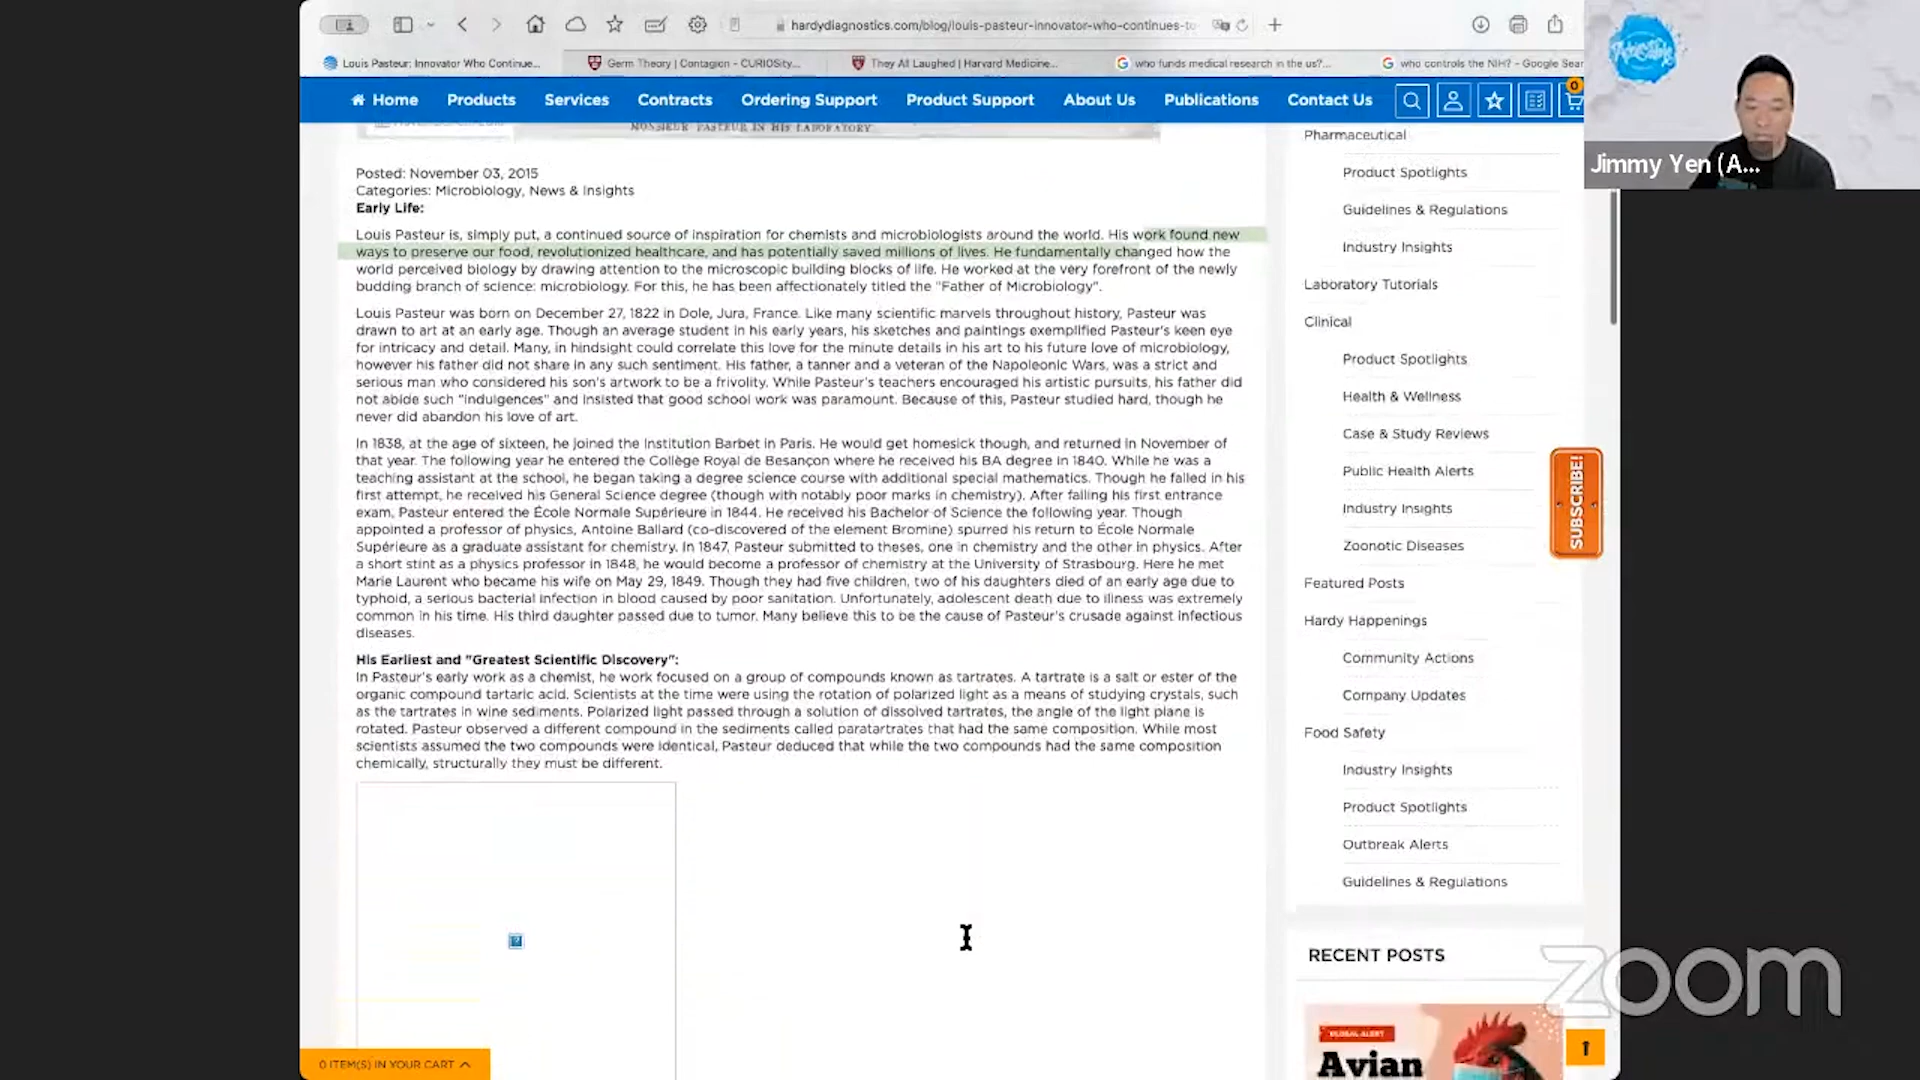 hardydiagnostics.com/blog/louis-pasteur-innovator-who-continues-to
Louis Pasteur: Innovator Who Continue...
Germ Theory | Contagion - CURIOSity...
They All Laughed | Harvard Medicine...
who funds medical research in the us?...
who controls the NIH? - Google Sear
Home
Products
Services
Contracts
Ordering Support
Product Support
About Us
Publications
Contact Us
0
MONSIEUR PASTEUR IN HIS LABORATORY
Posted: November 03, 2015
Categories: Microbiology, News & Insights
Early Life:
Louis Pasteur is, simply put, a continued source of inspiration for chemists and microbiologists around the world. His work found new
ways to preserve our food, revolutionized healthcare, and has potentially saved millions of lives. He fundamentally changed how the
world perceived biology by drawing attention to the microscopic building blocks of life. He worked at the very forefront of the newly
budding branch of science: microbiology. For this, he has been affectionately titled the "Father of Microbiology".
Louis Pasteur was born on December 27, 1822 in Dole, Jura, France. Like many scientific marvels throughout history, Pasteur was
drawn to art at an early age. Though an average student in his early years, his sketches and paintings exemplified Pasteur's keen eye
for intricacy and detail. Many, in hindsight could correlate this love for the minute details in his art to his future love of microbiology,
however his father did not share in any such sentiment. His father, a tanner and a veteran of the Napoleonic Wars, was a strict and
serious man who considered his son's artwork to be a frivolity. While Pasteur's teachers encouraged his artistic pursuits, his father did
not abide such "indulgences" and insisted that good school work was paramount. Because of this, Pasteur studied hard, though he
never did abandon his love of art.
In 1838, at the age of sixteen, he joined the Institution Barbet in Paris. He would get homesick though, and returned in November of
that year. The following year he entered the Collège Royal de Besançon where he received his BA degree in 1840. While he was a
teaching assistant at the school, he began taking a degree science course with additional special mathematics. Though he failed in his
first attempt, he received his General Science degree (though with notably poor marks in chemistry). After failing his first entrance
exam, Pasteur entered the École Normale Supérieure in 1844. He received his Bachelor of Science the following year. Though
appointed a professor of physics, Antoine Ballard (co-discovered of the element Bromine) spurred his return to École Normale
Supérieure as a graduate assistant for chemistry. In 1847, Pasteur submitted to theses, one in chemistry and the other in physics. After
a short stint as a physics professor in 1848, he would become a professor of chemistry at the University of Strasbourg. Here he met
Marie Laurent who became his wife on May 29, 1849. Though they had five children, two of his daughters died of an early age due to
typhoid, a serious bacterial infection in blood caused by poor sanitation. Unfortunately, adolescent death due to illness was extremely
common in his time. His third daughter passed due to tumor. Many believe this to be the cause of Pasteur's crusade against infectious
diseases.
His Earliest and "Greatest Scientific Discovery":
In Pasteur's early work as a chemist, he work focused on a group of compounds known as tartrates. A tartrate is a salt or ester of the
organic compound tartaric acid. Scientists at the time were using the rotation of polarized light as a means of studying crystals, such
as the tartrates in wine sediments. Polarized light passed through a solution of dissolved tartrates, the angle of the light plane is
rotated. Pasteur observed a different compound in the sediments called paratartrates that had the same composition. While most
scientists assumed the two compounds were identical, Pasteur deduced that while the two compounds had the same composition
chemically, structurally they must be different.
0 ITEM(S) IN YOUR CART
Pharmaceutical
Product Spotlights
Guidelines & Regulations
Industry Insights
Laboratory Tutorials
Clinical
Product Spotlights
Health & Wellness
Case & Study Reviews
Public Health Alerts
Industry Insights
Zoonotic Diseases
Featured Posts
Hardy Happenings
Community Actions
Company Updates
Food Safety
Industry Insights
Product Spotlights
Outbreak Alerts
Guidelines & Regulations
SUBSCRIBE!
RECENT POSTS
GLOBAL ALERT
Avian
Jimmy Yen (A...
zoom